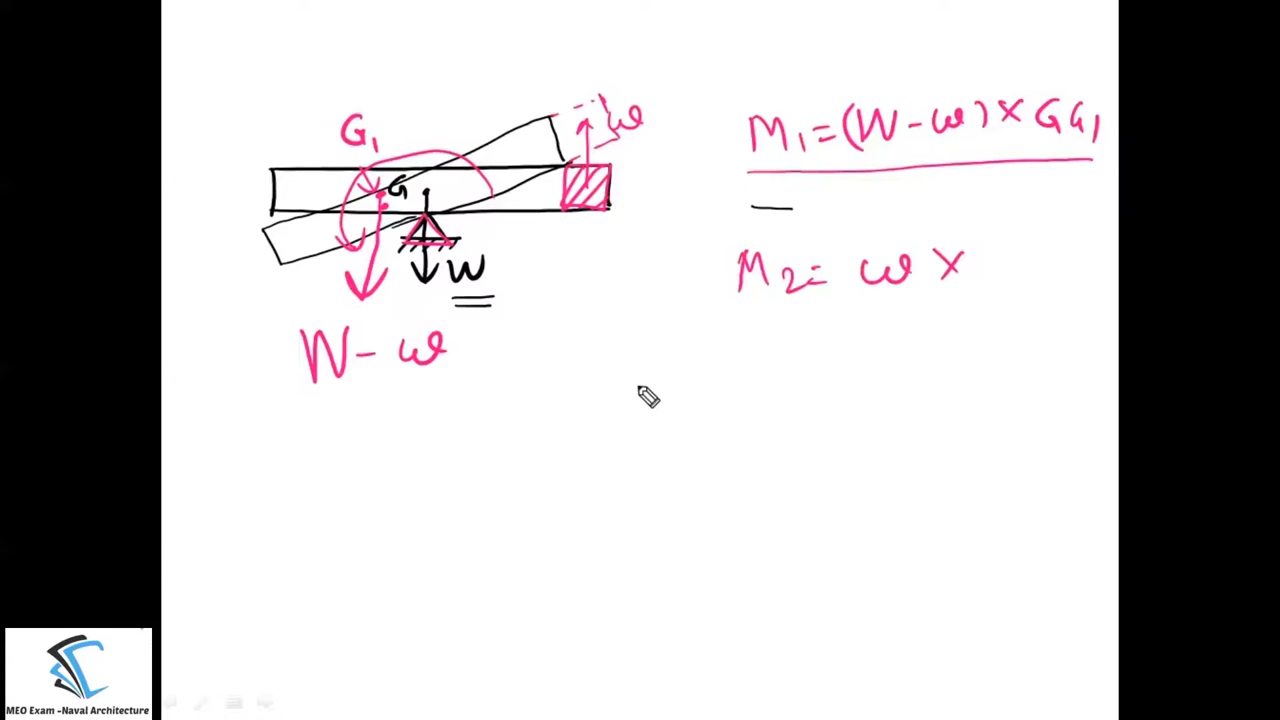 G₁
w
G
W
W - w
M₁ = (W - w) × GG₁
M₂ = w ×
MEO Exam -Naval Architecture